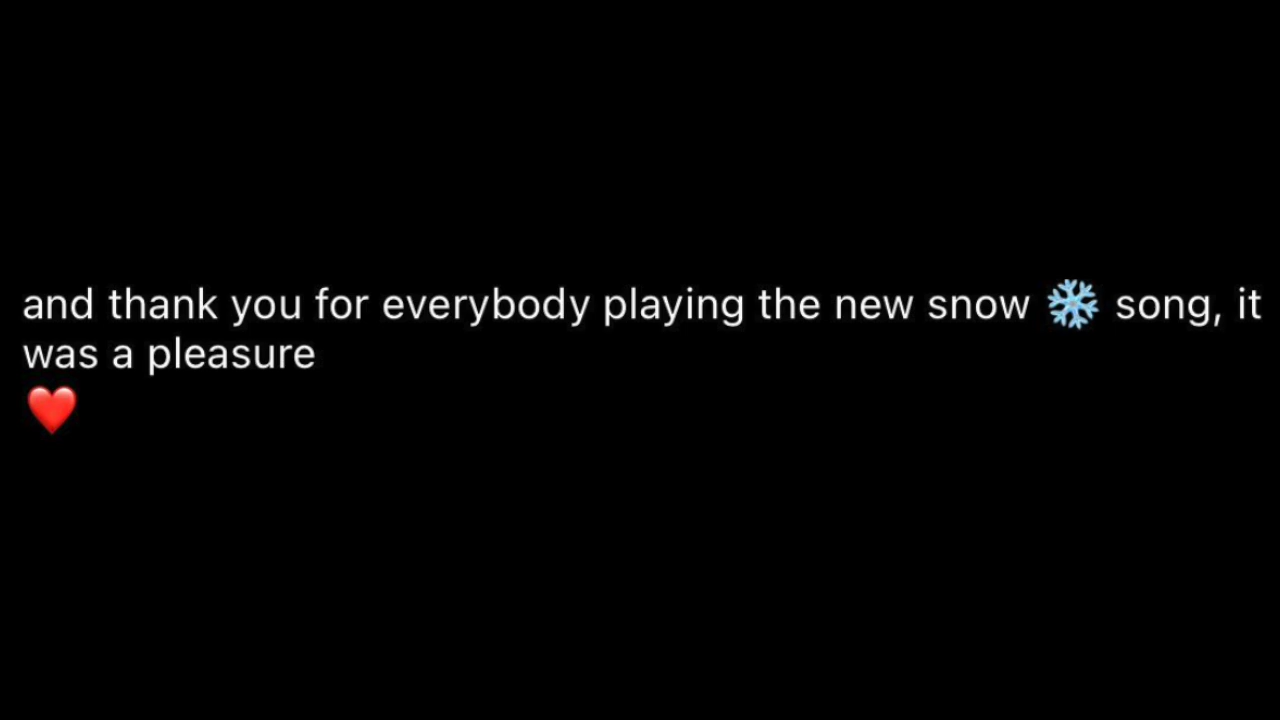 and thank you for everybody playing the new snow ❄️ song, it
was a pleasure
❤️